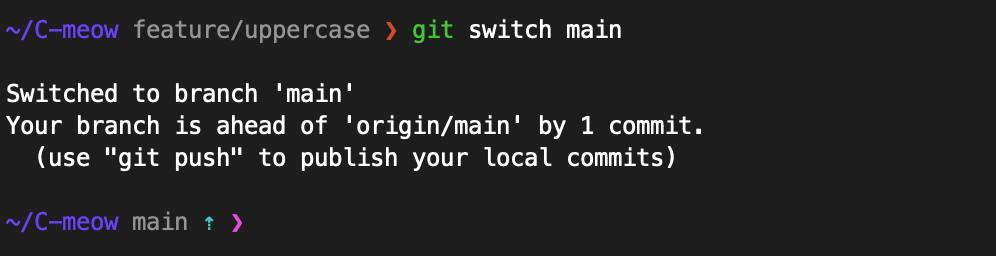 ~/C-meow feature/uppercase ❯ git switch main
Switched to branch 'main'
Your branch is ahead of 'origin/main' by 1 commit.
  (use "git push" to publish your local commits)
~/C-meow main ⇡ ❯